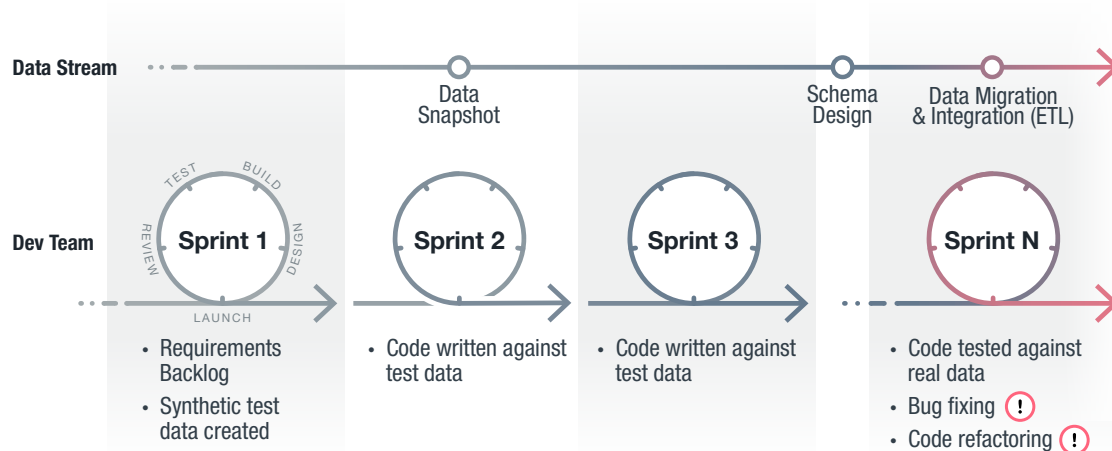 Data Stream
Data
Snapshot
Schema
Design
Data Migration
& Integration (ETL)
Dev Team
TEST
BUILD
REVIEW
DESIGN
LAUNCH
Sprint 1
Sprint 2
Sprint 3
Sprint N
• Requirements
Backlog
• Synthetic test
data created
• Code written against
test data
• Code written against
test data
• Code tested against
real data
• Bug fixing !
• Code refactoring !